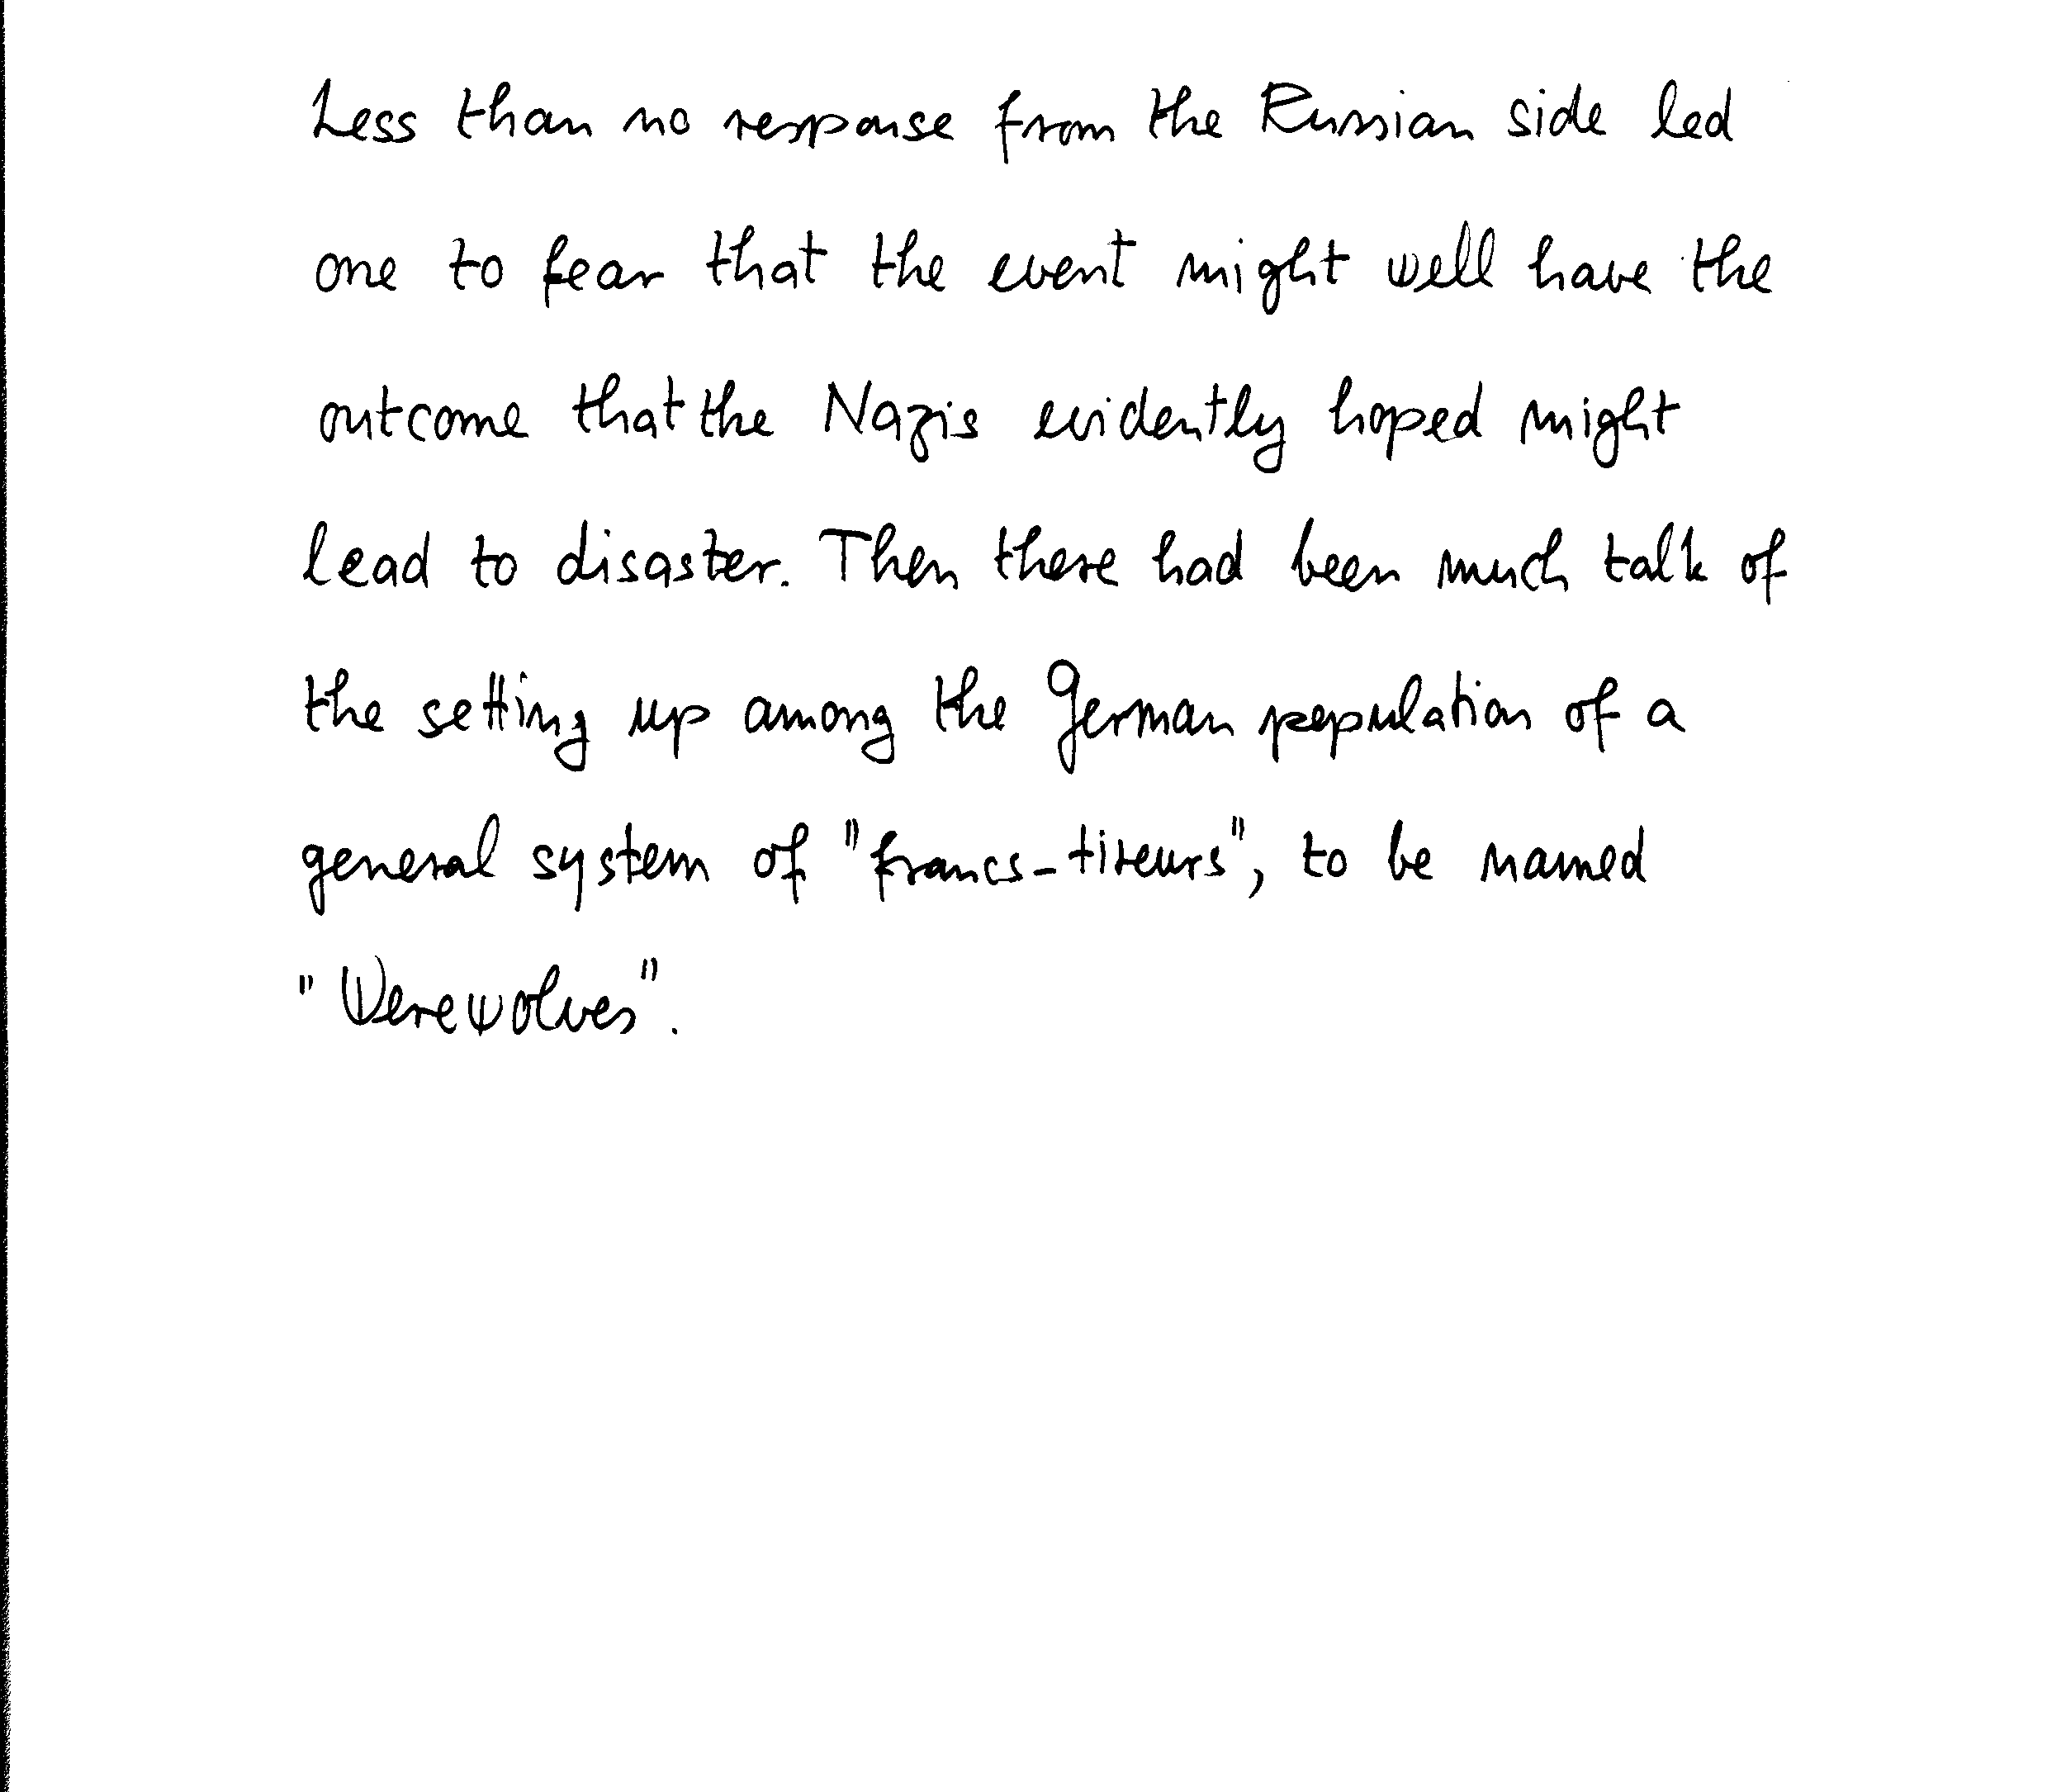 Less than no response from the Russian side led
one to fear that the event might well have the
outcome that the Nazis evidently hoped might
lead to disaster. Then there had been much talk of
the setting up among the German population of a
general system of "francs-tireurs", to be named
"Werewolves".